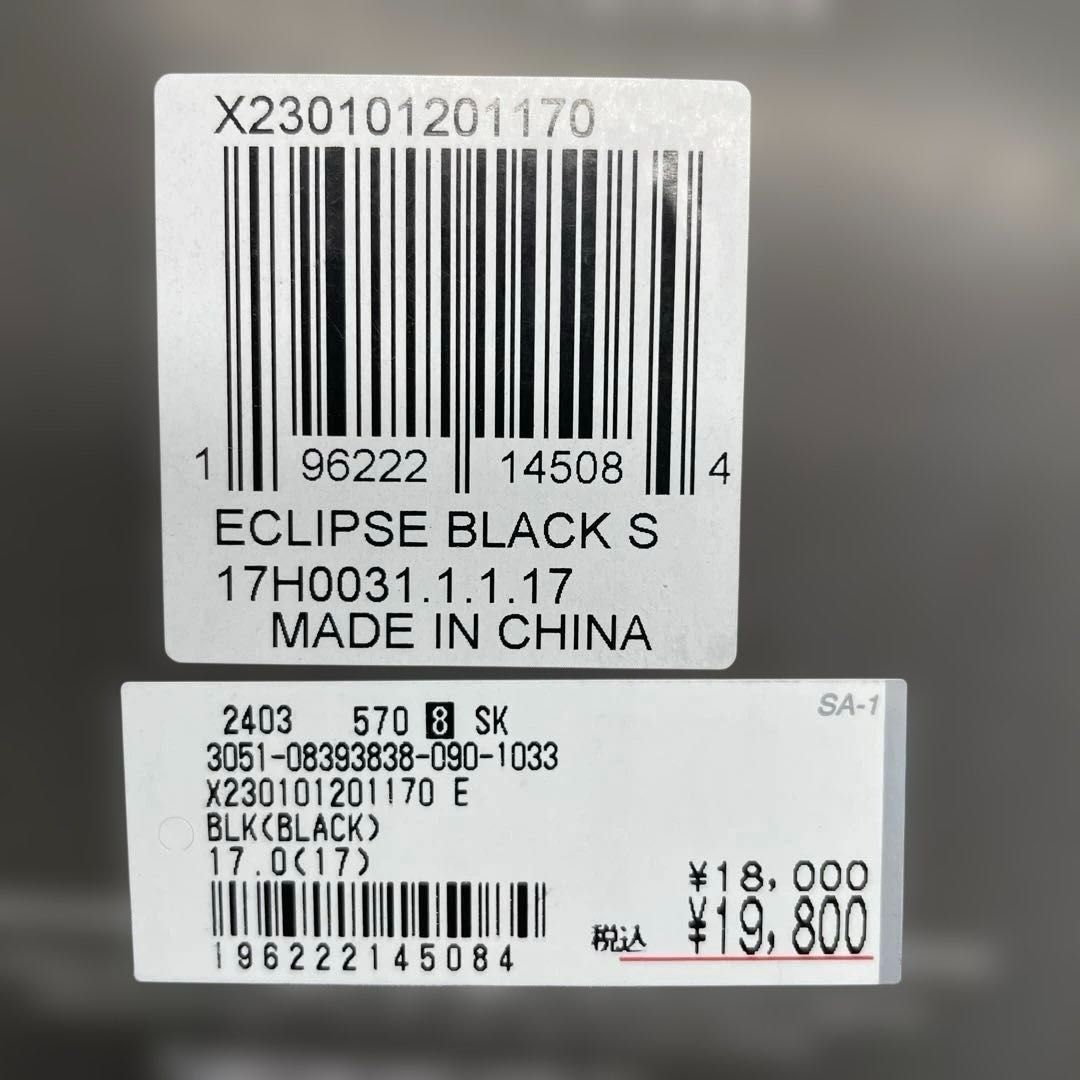 X230101201170
1 96222 14508 4
ECLIPSE BLACK S
17H0031.1.1.17
MADE IN CHINA
SA-1
2403 570 8 SK
3051-08393838-090-1033
X230101201170 E
BLK(BLACK)
17.0(17)
¥18,000
税込 ¥19,800
196222145084